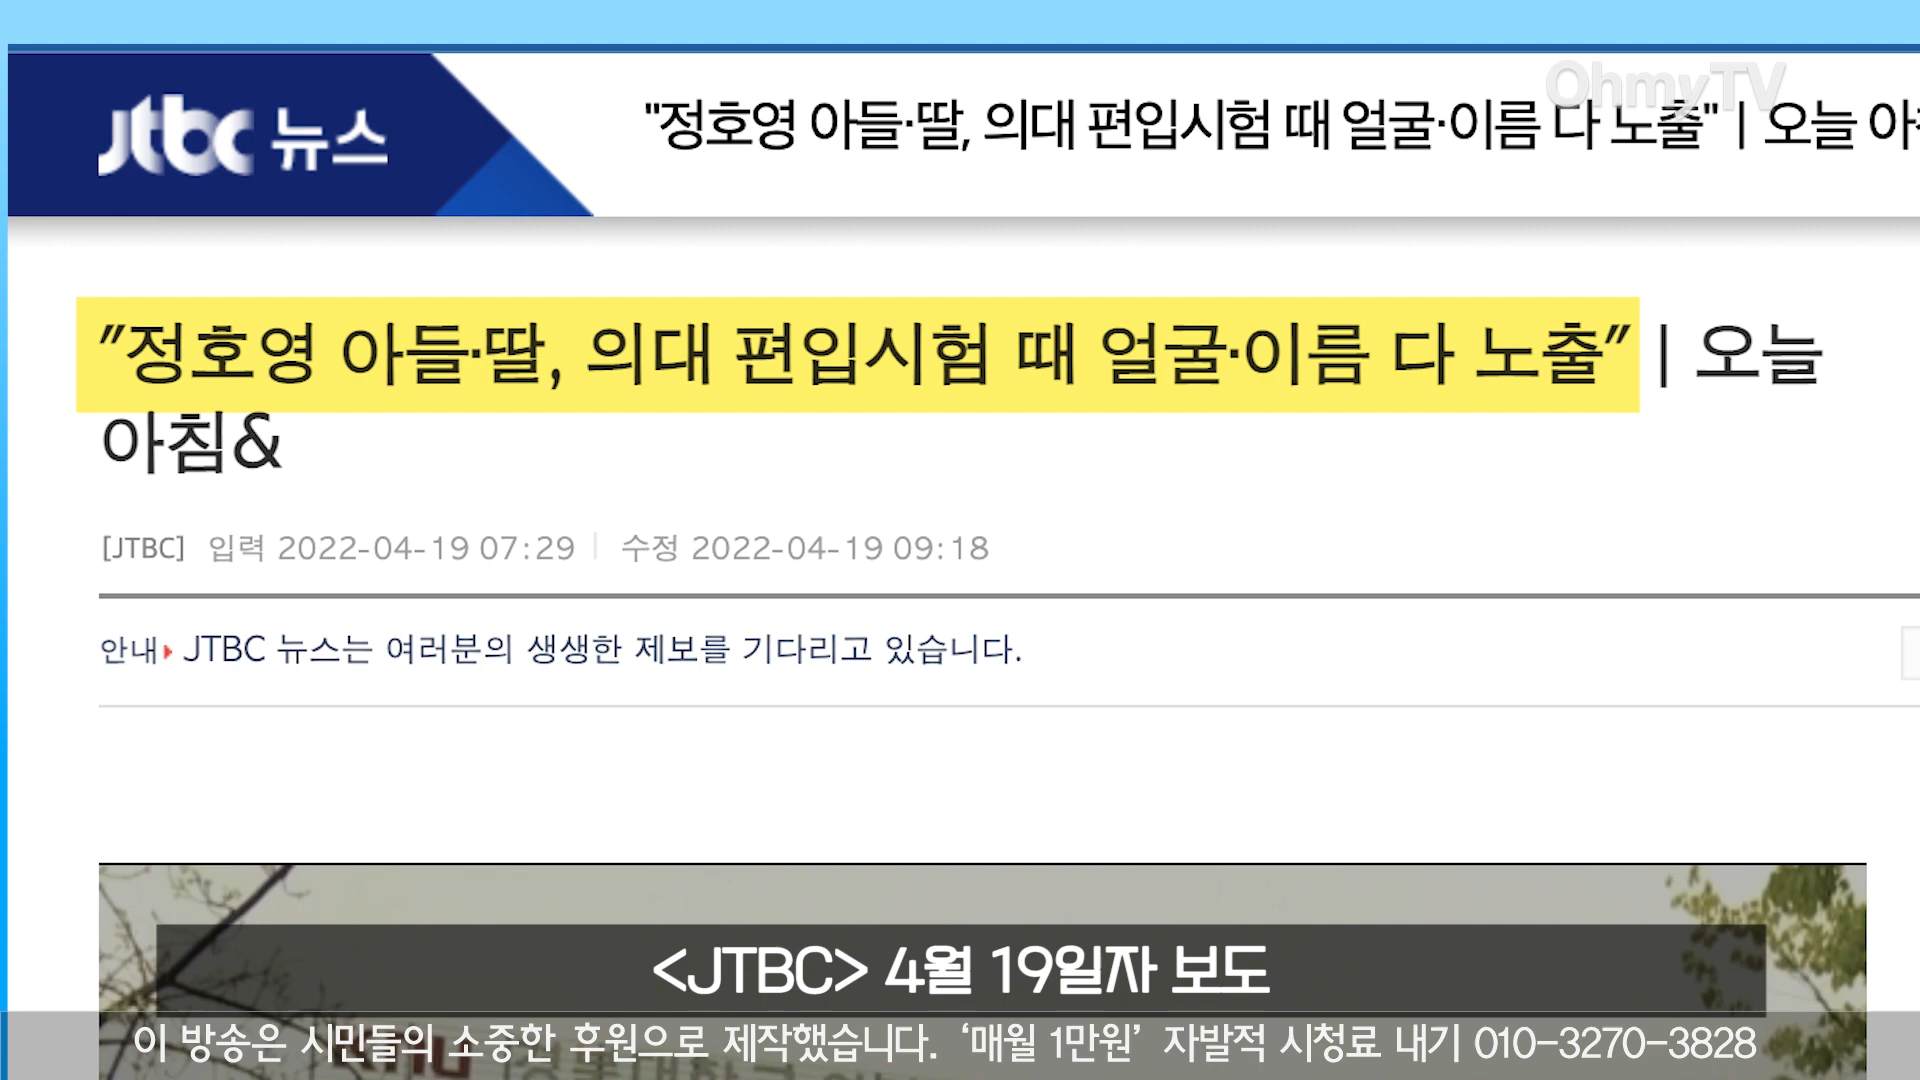 jtbc 뉴스
"정호영 아들·딸, 의대 편입시험 때 얼굴·이름 다 노출" | 오늘
OhmyTV
"정호영 아들·딸, 의대 편입시험 때 얼굴·이름 다 노출" | 오늘
아침&
[JTBC] 입력 2022-04-19 07:29 | 수정 2022-04-19 09:18
안내 JTBC 뉴스는 여러분의 생생한 제보를 기다리고 있습니다.
<JTBC> 4월 19일자 보도
이 방송은 시민들의 소중한 후원으로 제작했습니다. ‘매월 1만원’ 자발적 시청료 내기 010-3270-3828